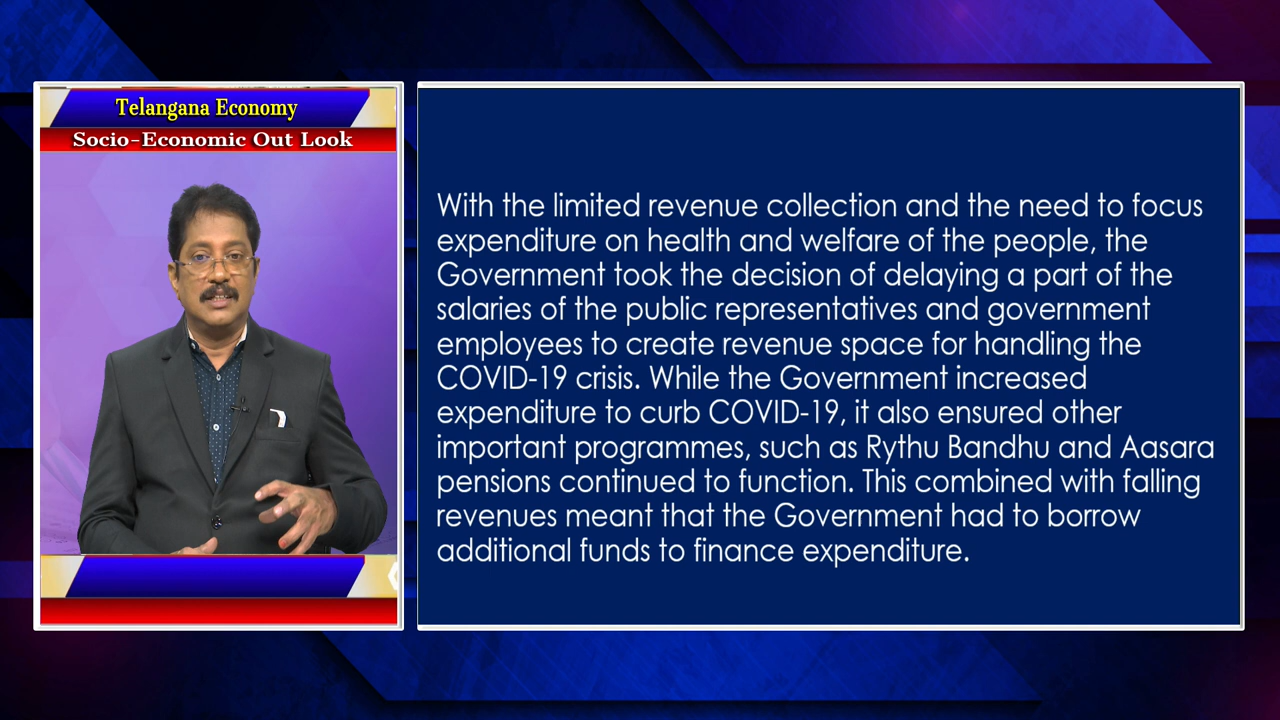 Telangana Economy
Socio-Economic Out Look
With the limited revenue collection and the need to focus
expenditure on health and welfare of the people, the
Government took the decision of delaying a part of the
salaries of the public representatives and government
employees to create revenue space for handling the
COVID-19 crisis. While the Government increased
expenditure to curb COVID-19, it also ensured other
important programmes, such as Rythu Bandhu and Aasara
pensions continued to function. This combined with falling
revenues meant that the Government had to borrow
additional funds to finance expenditure.